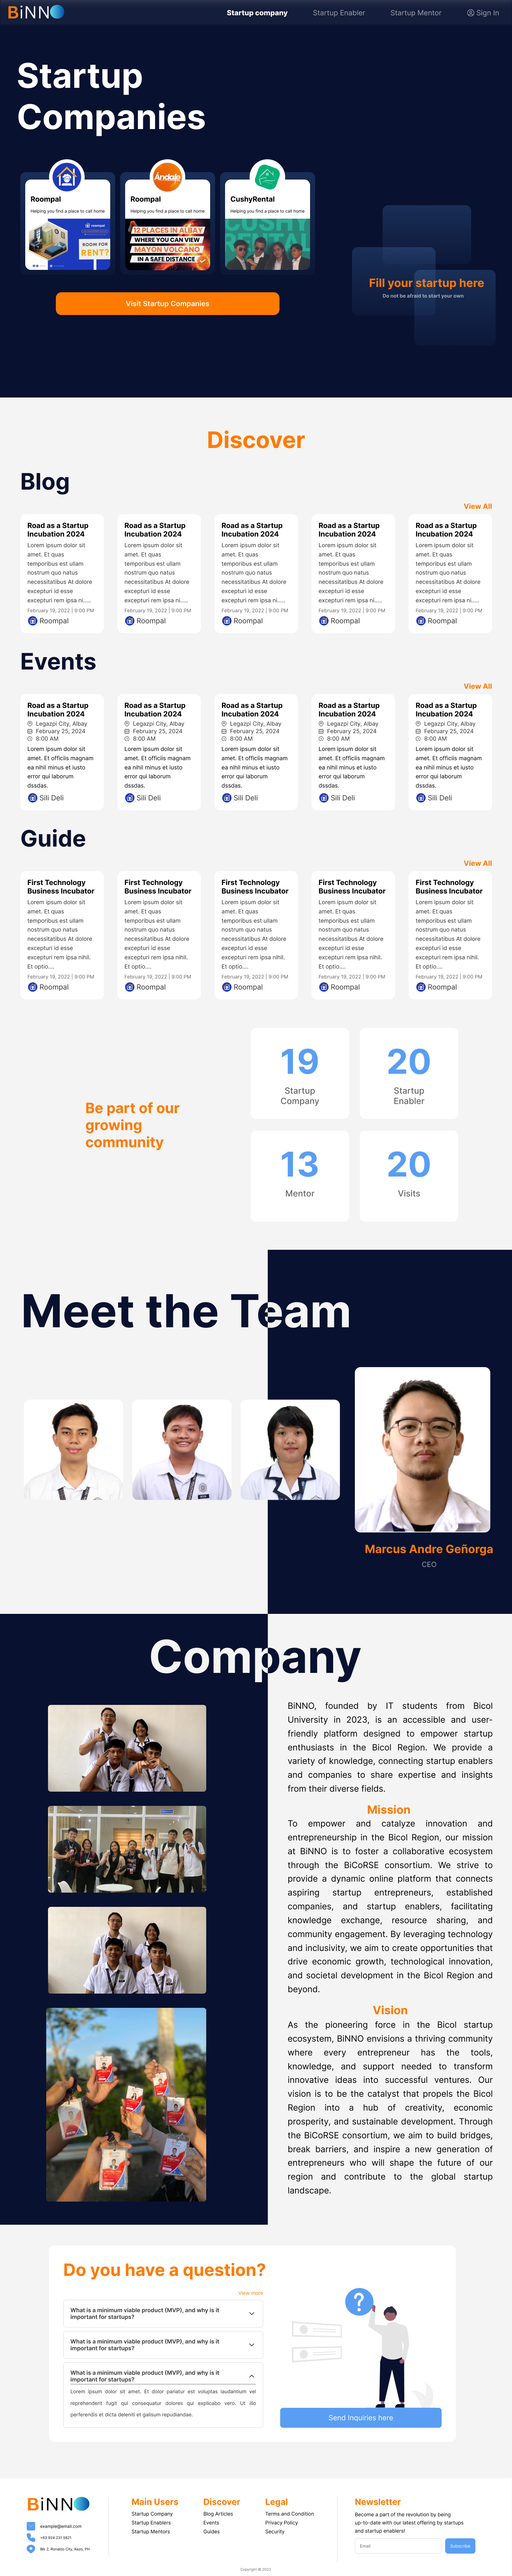 BiNNO
Startup company
Startup Enabler
Startup Mentor
Sign In
Startup
Companies
Roompal
Helping you find a place to call home
ROOM FOR
RENT?
Andaje
Roompal
Helping you find a place to call home
12 PLACES IN ALBAY
WHERE YOU CAN VIEW
MAYON VOLCANO
IN A SAFE DISTANCE
CushyRental
Helping you find a place to call home
Visit Startup Companies
Fill your startup here
Do not be afraid to start your own
Discover
Blog
View All
Road as a Startup
Incubation 2024
Lorem ipsum dolor sit
amet. Et quas
temporibus est ullam
nostrum quo natus
necessitatibus At dolore
excepturi id esse
excepturi rem ipsa ni.....
February 19, 2022 | 9:00 PM
Roompal
Road as a Startup
Incubation 2024
Lorem ipsum dolor sit
amet. Et quas
temporibus est ullam
nostrum quo natus
necessitatibus At dolore
excepturi id esse
excepturi rem ipsa ni.....
February 19, 2022 | 9:00 PM
Roompal
Road as a Startup
Incubation 2024
Lorem ipsum dolor sit
amet. Et quas
temporibus est ullam
nostrum quo natus
necessitatibus At dolore
excepturi id esse
excepturi rem ipsa ni.....
February 19, 2022 | 9:00 PM
Roompal
Road as a Startup
Incubation 2024
Lorem ipsum dolor sit
amet. Et quas
temporibus est ullam
nostrum quo natus
necessitatibus At dolore
excepturi id esse
excepturi rem ipsa ni.....
February 19, 2022 | 9:00 PM
Roompal
Road as a Startup
Incubation 2024
Lorem ipsum dolor sit
amet. Et quas
temporibus est ullam
nostrum quo natus
necessitatibus At dolore
excepturi id esse
excepturi rem ipsa ni.....
February 19, 2022 | 9:00 PM
Roompal
Events
View All
Road as a Startup
Incubation 2024
Legazpi City, Albay
February 25, 2024
8:00 AM
Lorem ipsum dolor sit
amet. Et officiis magnam
ea nihil minus et iusto
error qui laborum
dssdas.
Sili Deli
Road as a Startup
Incubation 2024
Legazpi City, Albay
February 25, 2024
8:00 AM
Lorem ipsum dolor sit
amet. Et officiis magnam
ea nihil minus et iusto
error qui laborum
dssdas.
Sili Deli
Road as a Startup
Incubation 2024
Legazpi City, Albay
February 25, 2024
8:00 AM
Lorem ipsum dolor sit
amet. Et officiis magnam
ea nihil minus et iusto
error qui laborum
dssdas.
Sili Deli
Road as a Startup
Incubation 2024
Legazpi City, Albay
February 25, 2024
8:00 AM
Lorem ipsum dolor sit
amet. Et officiis magnam
ea nihil minus et iusto
error qui laborum
dssdas.
Sili Deli
Road as a Startup
Incubation 2024
Legazpi City, Albay
February 25, 2024
8:00 AM
Lorem ipsum dolor sit
amet. Et officiis magnam
ea nihil minus et iusto
error qui laborum
dssdas.
Sili Deli
Guide
View All
First Technology
Business Incubator
Lorem ipsum dolor sit
amet. Et quas
temporibus est ullam
nostrum quo natus
necessitatibus At dolore
excepturi id esse
excepturi rem ipsa nihil.
Et optio....
February 19, 2022 | 9:00 PM
Roompal
First Technology
Business Incubator
Lorem ipsum dolor sit
amet. Et quas
temporibus est ullam
nostrum quo natus
necessitatibus At dolore
excepturi id esse
excepturi rem ipsa nihil.
Et optio....
February 19, 2022 | 9:00 PM
Roompal
First Technology
Business Incubator
Lorem ipsum dolor sit
amet. Et quas
temporibus est ullam
nostrum quo natus
necessitatibus At dolore
excepturi id esse
excepturi rem ipsa nihil.
Et optio....
February 19, 2022 | 9:00 PM
Roompal
First Technology
Business Incubator
Lorem ipsum dolor sit
amet. Et quas
temporibus est ullam
nostrum quo natus
necessitatibus At dolore
excepturi id esse
excepturi rem ipsa nihil.
Et optio....
February 19, 2022 | 9:00 PM
Roompal
First Technology
Business Incubator
Lorem ipsum dolor sit
amet. Et quas
temporibus est ullam
nostrum quo natus
necessitatibus At dolore
excepturi id esse
excepturi rem ipsa nihil.
Et optio....
February 19, 2022 | 9:00 PM
Roompal
Be part of our
growing
community
19
Startup
Company
20
Startup
Enabler
13
Mentor
20
Visits
Meet the Team
Marcus Andre Geñorga
CEO
Company
BiNNO, founded by IT students from Bicol
University in 2023, is an accessible and user-
friendly platform designed to empower startup
enthusiasts in the Bicol Region. We provide a
variety of knowledge, connecting startup enablers
and companies to share expertise and insights
from their diverse fields.
Mission
To empower and catalyze innovation and
entrepreneurship in the Bicol Region, our mission
at BiNNO is to foster a collaborative ecosystem
through the BiCoRSE consortium. We strive to
provide a dynamic online platform that connects
aspiring startup entrepreneurs, established
companies, and startup enablers, facilitating
knowledge exchange, resource sharing, and
community engagement. By leveraging technology
and inclusivity, we aim to create opportunities that
drive economic growth, technological innovation,
and societal development in the Bicol Region and
beyond.
Vision
As the pioneering force in the Bicol startup
ecosystem, BiNNO envisions a thriving community
where every entrepreneur has the tools,
knowledge, and support needed to transform
innovative ideas into successful ventures. Our
vision is to be the catalyst that propels the Bicol
Region into a hub of creativity, economic
prosperity, and sustainable development. Through
the BiCoRSE consortium, we aim to build bridges,
break barriers, and inspire a new generation of
entrepreneurs who will shape the future of our
region and contribute to the global startup
landscape.
Do you have a question?
View more
What is a minimum viable product (MVP), and why is it
important for startups?
What is a minimum viable product (MVP), and why is it
important for startups?
What is a minimum viable product (MVP), and why is it
important for startups?
Lorem ipsum dolor sit amet. Et dolor pariatur est voluptas laudantium vel
reprehenderit fugit qui consequatur dolores qui explicabo vero. Ut illo
perferendis et dicta deleniti et galisum repudiandae.
?
Send Inquiries here
BiNNO
example@email.com
+63 924 231 5921
Blk 2, Ronaldo City, Kazo, PH
Main Users
Startup Company
Startup Enablers
Startup Mentors
Discover
Blog Articles
Events
Guides
Legal
Terms and Condition
Privacy Policy
Security
Newsletter
Become a part of the revolution by being
up-to-date with our latest offering by startups
and startup enablers!
Email
Subscribe
Copyright @ 2023